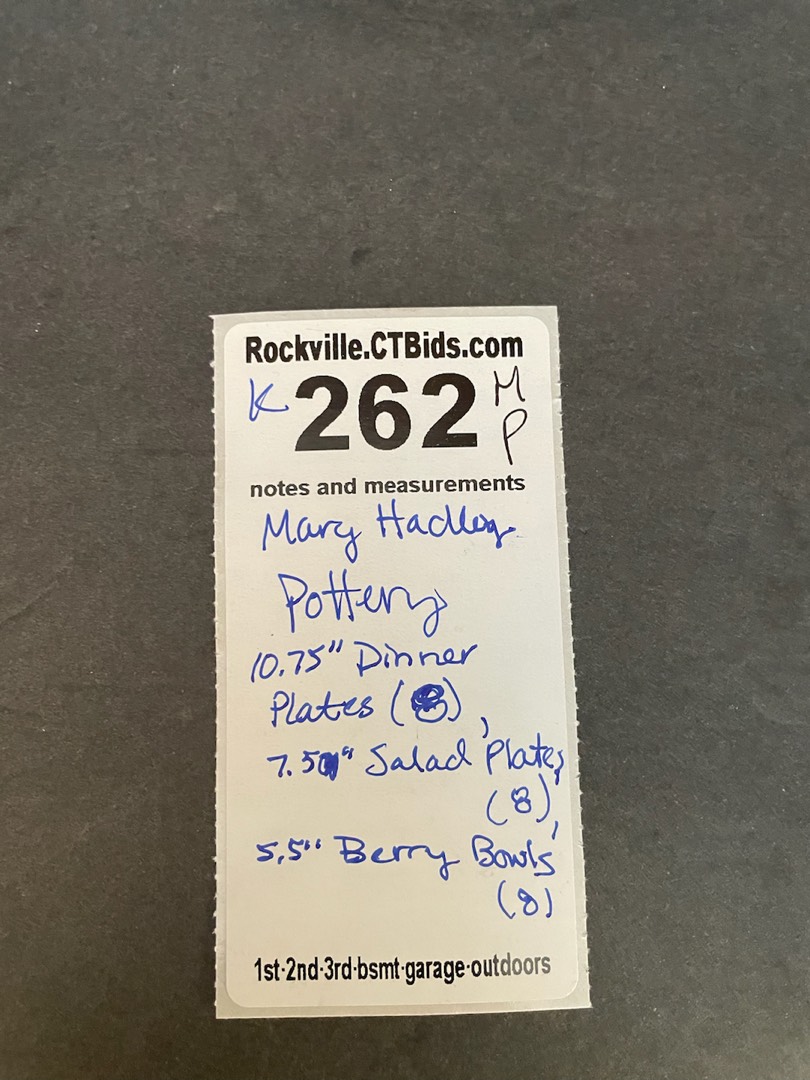 Rockville.CTBids.com
K 262 M P
notes and measurements
Mary Hadley
Pottery
10.75" Dinner
Plates (8),
7.5" Salad Plates
(8),
5.5" Berry Bowls
(8)
1st·2nd·3rd·bsmt·garage·outdoors